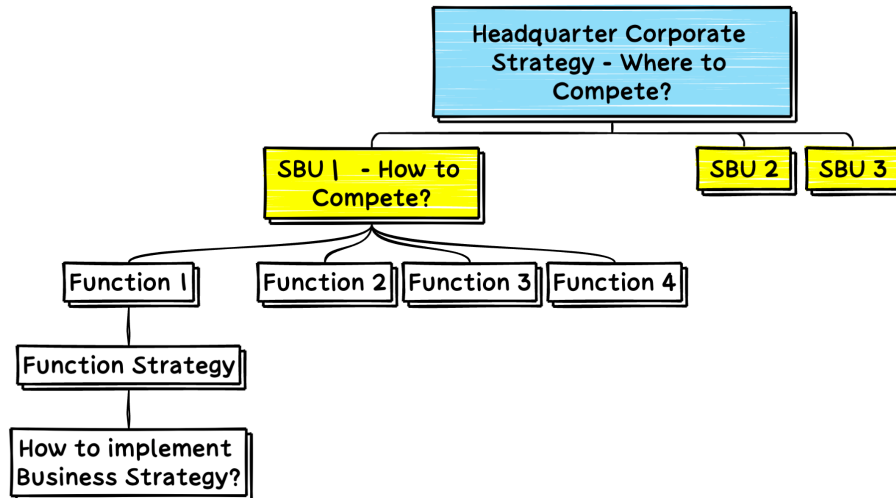 Headquarter Corporate
Strategy - Where to
Compete?
SBU 1 - How to
Compete?
SBU 2
SBU 3
Function 1
Function 2
Function 3
Function 4
Function Strategy
How to implement
Business Strategy?